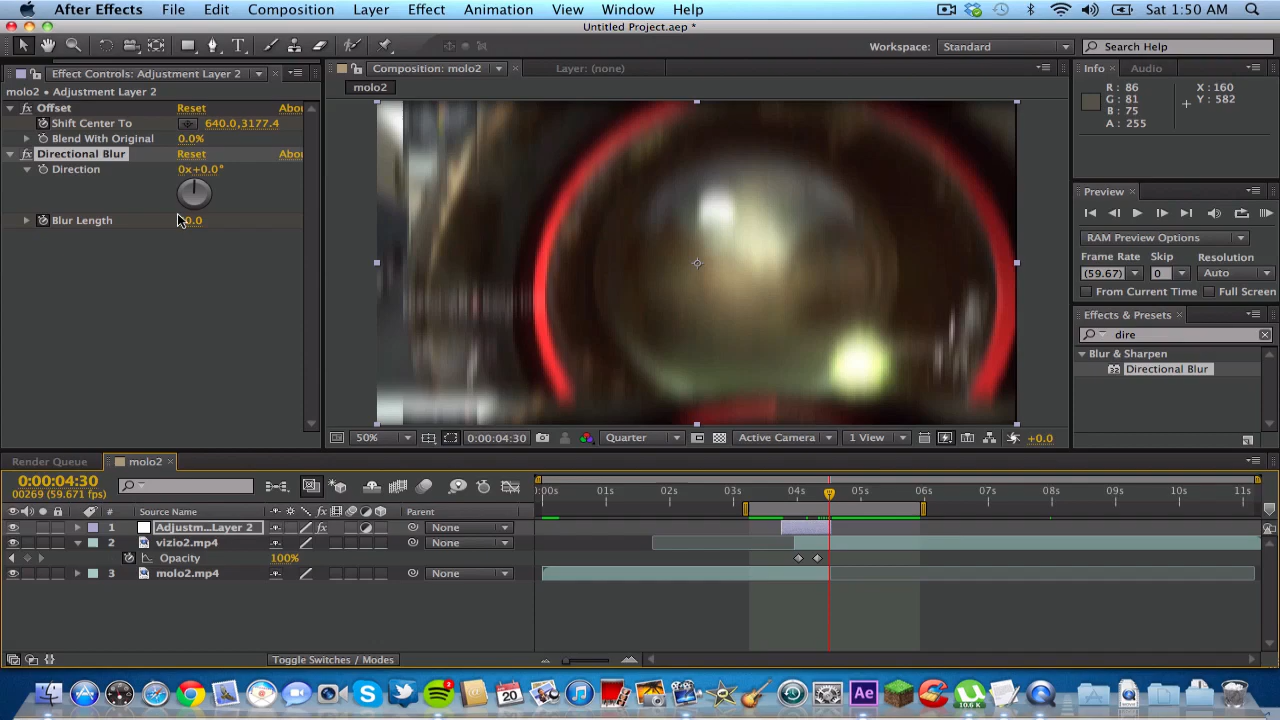 After Effects File Edit Composition Layer Effect Animation View Window Help Sat 1:50 AM
Untitled Project.aep *
Workspace: Standard Search Help
Effect Controls: Adjustment Layer 2 Composition: molo2 Layer: (none) Info Audio
molo2 • Adjustment Layer 2 molo2
Offset Reset Abou
Shift Center To 640.0,3177.4
Blend With Original 0.0%
Directional Blur Reset Abou
Direction 0x+0.0°
Blur Length
R: 86 X: 160
G: 81 Y: 582
B: 75
A: 255
Preview
RAM Preview Options
Frame Rate Skip Resolution
(59.67) 0 Auto
From Current Time Full Screen
Effects & Presets
dire
Blur & Sharpen
Directional Blur
50% 0:00:04:30 Quarter Active Camera 1 View +0.0
Render Queue molo2
0:00:04:30
00269 (59.671 fps)
:00s 01s 02s 03s 04s 05s 06s 07s 08s 09s 10s 11s
# Source Name Parent
1 Adjustm...Layer 2 None
2 vizio2.mp4 None
Opacity 100%
3 molo2.mp4 None
Toggle Switches / Modes